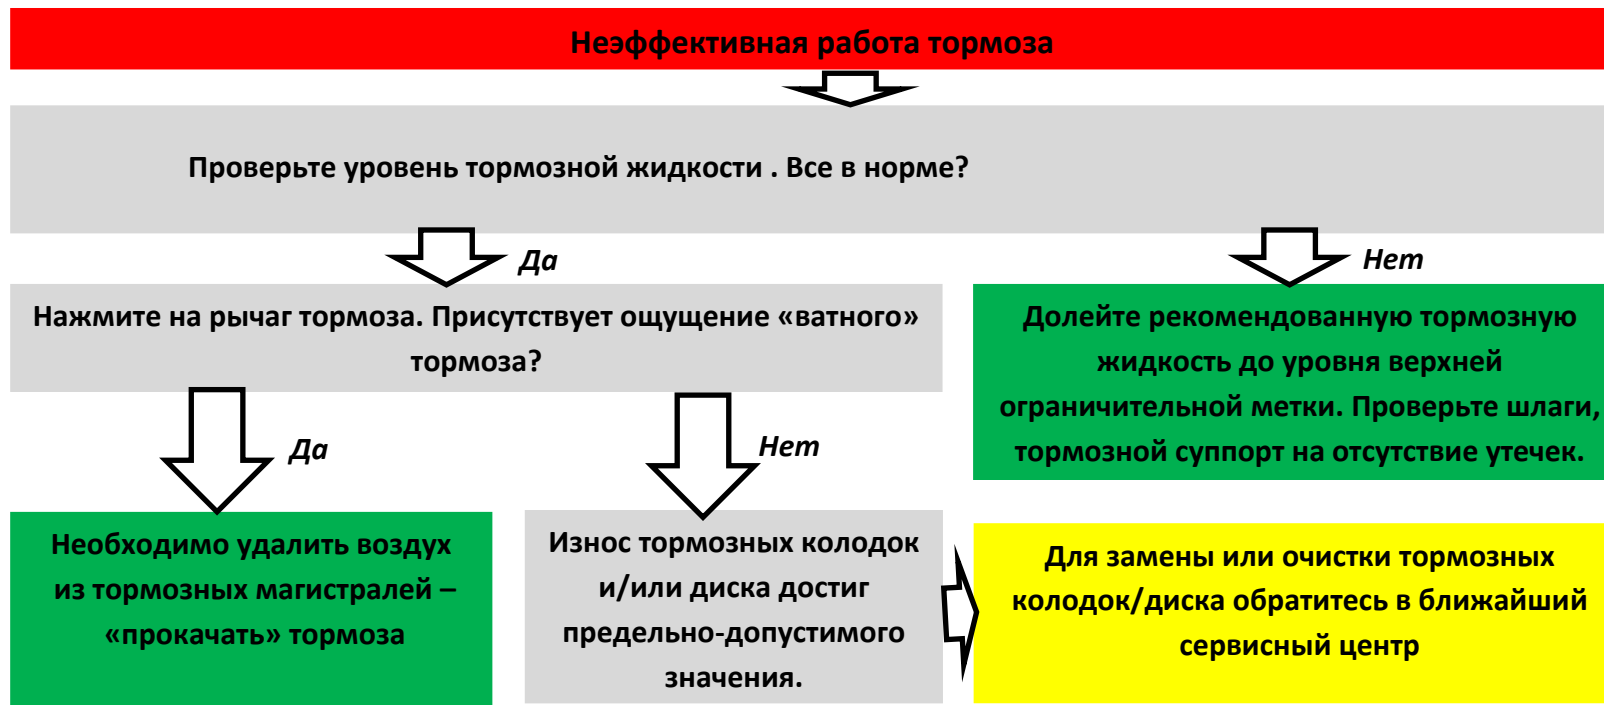 Неэффективная работа тормоза
Проверьте уровень тормозной жидкости . Все в норме?
Да
Нет
Нажмите на рычаг тормоза. Присутствует ощущение «ватного»
тормоза?
Долейте рекомендованную тормозную
жидкость до уровня верхней
ограничительной метки. Проверьте шлаги,
тормозной суппорт на отсутствие утечек.
Да
Нет
Необходимо удалить воздух
из тормозных магистралей –
«прокачать» тормоза
Износ тормозных колодок
и/или диска достиг
предельно-допустимого
значения.
Для замены или очистки тормозных
колодок/диска обратитесь в ближайший
сервисный центр